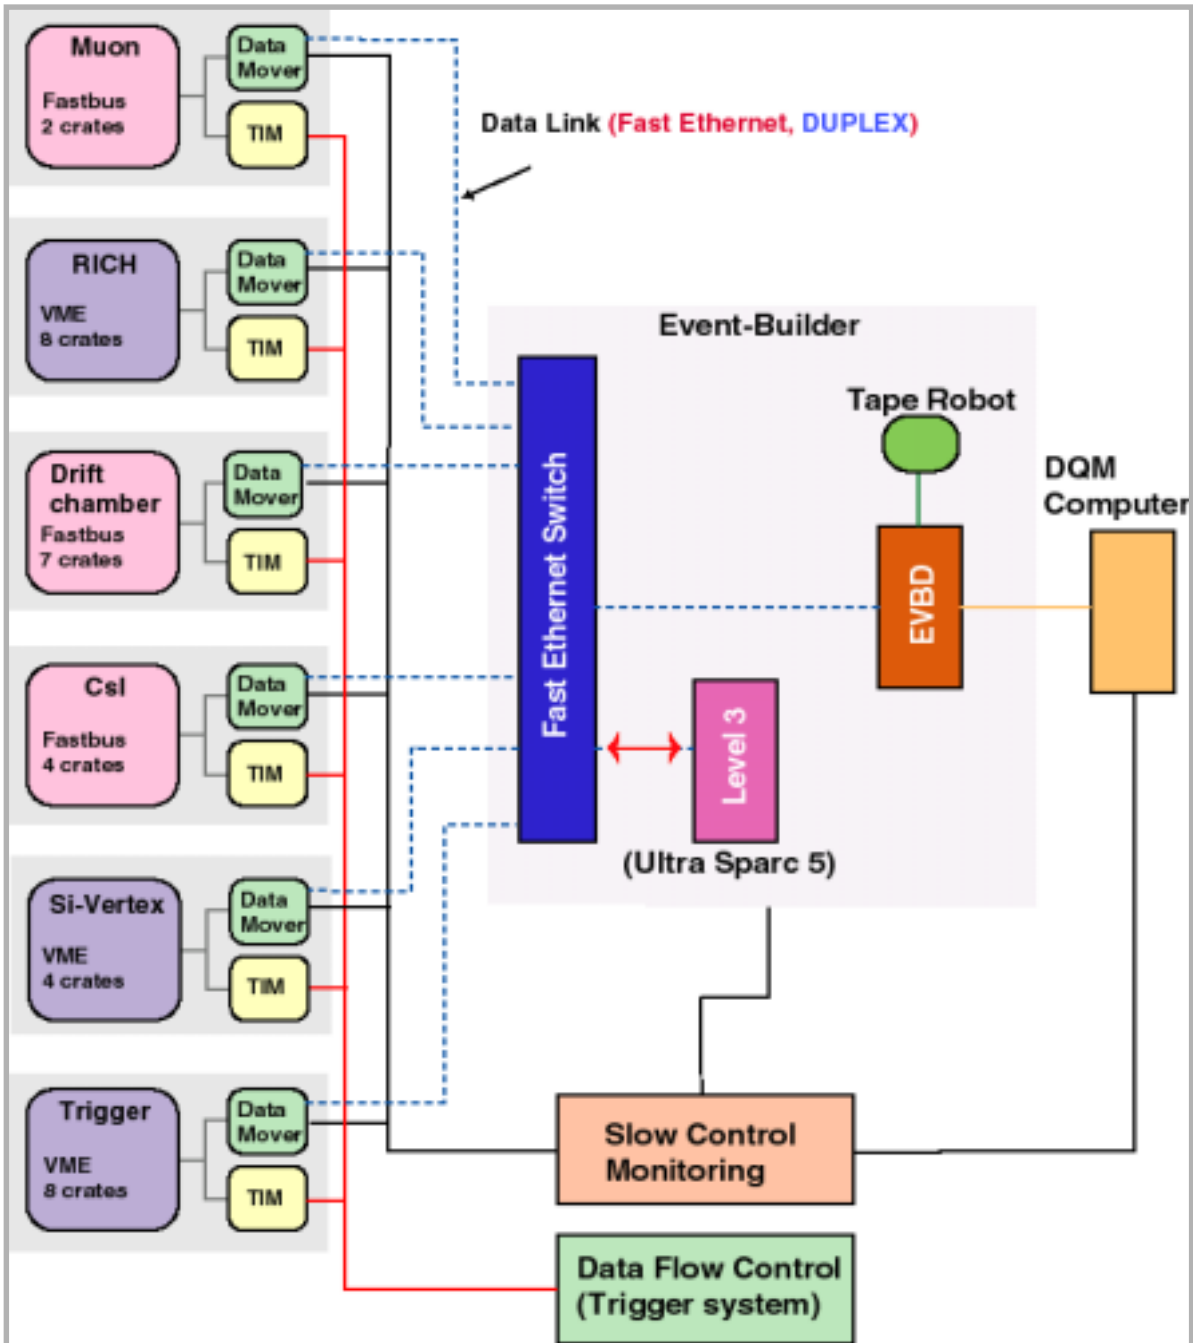 Muon
Fastbus
2 crates
Data
Mover
TIM
Data Link (Fast Ethernet, DUPLEX)
RICH
VME
8 crates
Data
Mover
TIM
Event-Builder
Tape Robot
Drift
chamber
Fastbus
7 crates
Data
Mover
TIM
Fast Ethernet Switch
EVBD
DQM
Computer
CsI
Fastbus
4 crates
Data
Mover
TIM
Level 3
(Ultra Sparc 5)
Si-Vertex
VME
4 crates
Data
Mover
TIM
Trigger
VME
8 crates
Data
Mover
TIM
Slow Control
Monitoring
Data Flow Control
(Trigger system)